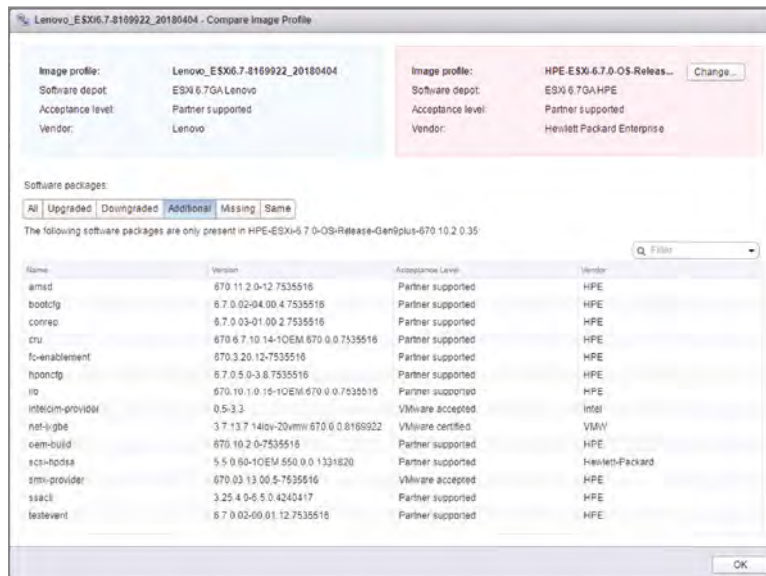 Lenovo_ESXi6.7-8169922_20180404 - Compare Image Profile
Image profile: Lenovo_ESXi6.7-8169922_20180404
Software depot: ESXi 6.7GA Lenovo
Acceptance level: Partner supported
Vendor: Lenovo
Image profile: HPE-ESXi-6.7.0-OS-Releas... Change...
Software depot: ESXi 6.7GA HPE
Acceptance level: Partner supported
Vendor: Hewlett Packard Enterprise
Software packages:
All Upgraded Downgraded Additional Missing Same
The following software packages are only present in HPE-ESXi-6.7.0-OS-Release-Gen9plus-670.10.2.0.35:
Filter
Name Version Acceptance Level Vendor
amsd 670.11.2.0-12.7535516 Partner supported HPE
bootcfg 6.7.0.02-04.00.4.7535516 Partner supported HPE
conrep 6.7.0.03-01.00.2.7535516 Partner supported HPE
cru 670.6.7.10.14-1OEM.670.0.0.7535516 Partner supported HPE
fc-enablement 670.3.20.12-7535516 Partner supported HPE
hponcfg 6.7.0.5.0-3.8.7535516 Partner supported HPE
ilo 670.10.1.0.16-1OEM.670.0.0.7535516 Partner supported HPE
intelcim-provider 0.5-3.3 VMware accepted Intel
net-ixgbe 3.7.13.7.14iov-20vmw.670.0.0.8169922 VMware certified VMW
oem-build 670.10.2.0-7535516 Partner supported HPE
scsi-hpdsa 5.5.0.60-1OEM.550.0.0.1331820 Partner supported Hewlett-Packard
smx-provider 670.03.13.00.5-7535516 VMware accepted HPE
ssacli 3.25.4.0-6.5.0.4240417 Partner supported HPE
testevent 6.7.0.02-00.01.12.7535516 Partner supported HPE
OK